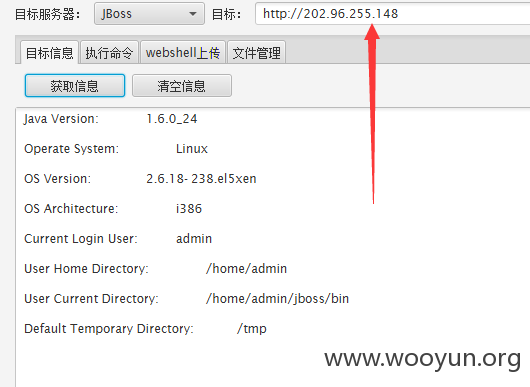 目标服务器： JBoss 目标： http://202.96.255.148
目标信息 执行命令 webshell上传 文件管理
获取信息 清空信息
Java Version: 1.6.0_24
Operate System: Linux
OS Version: 2.6.18-238.el5xen
OS Architecture: i386
Current Login User: admin
User Home Directory: /home/admin
User Current Directory: /home/admin/jboss/bin
Default Temporary Directory: /tmp
www.wooyun.org